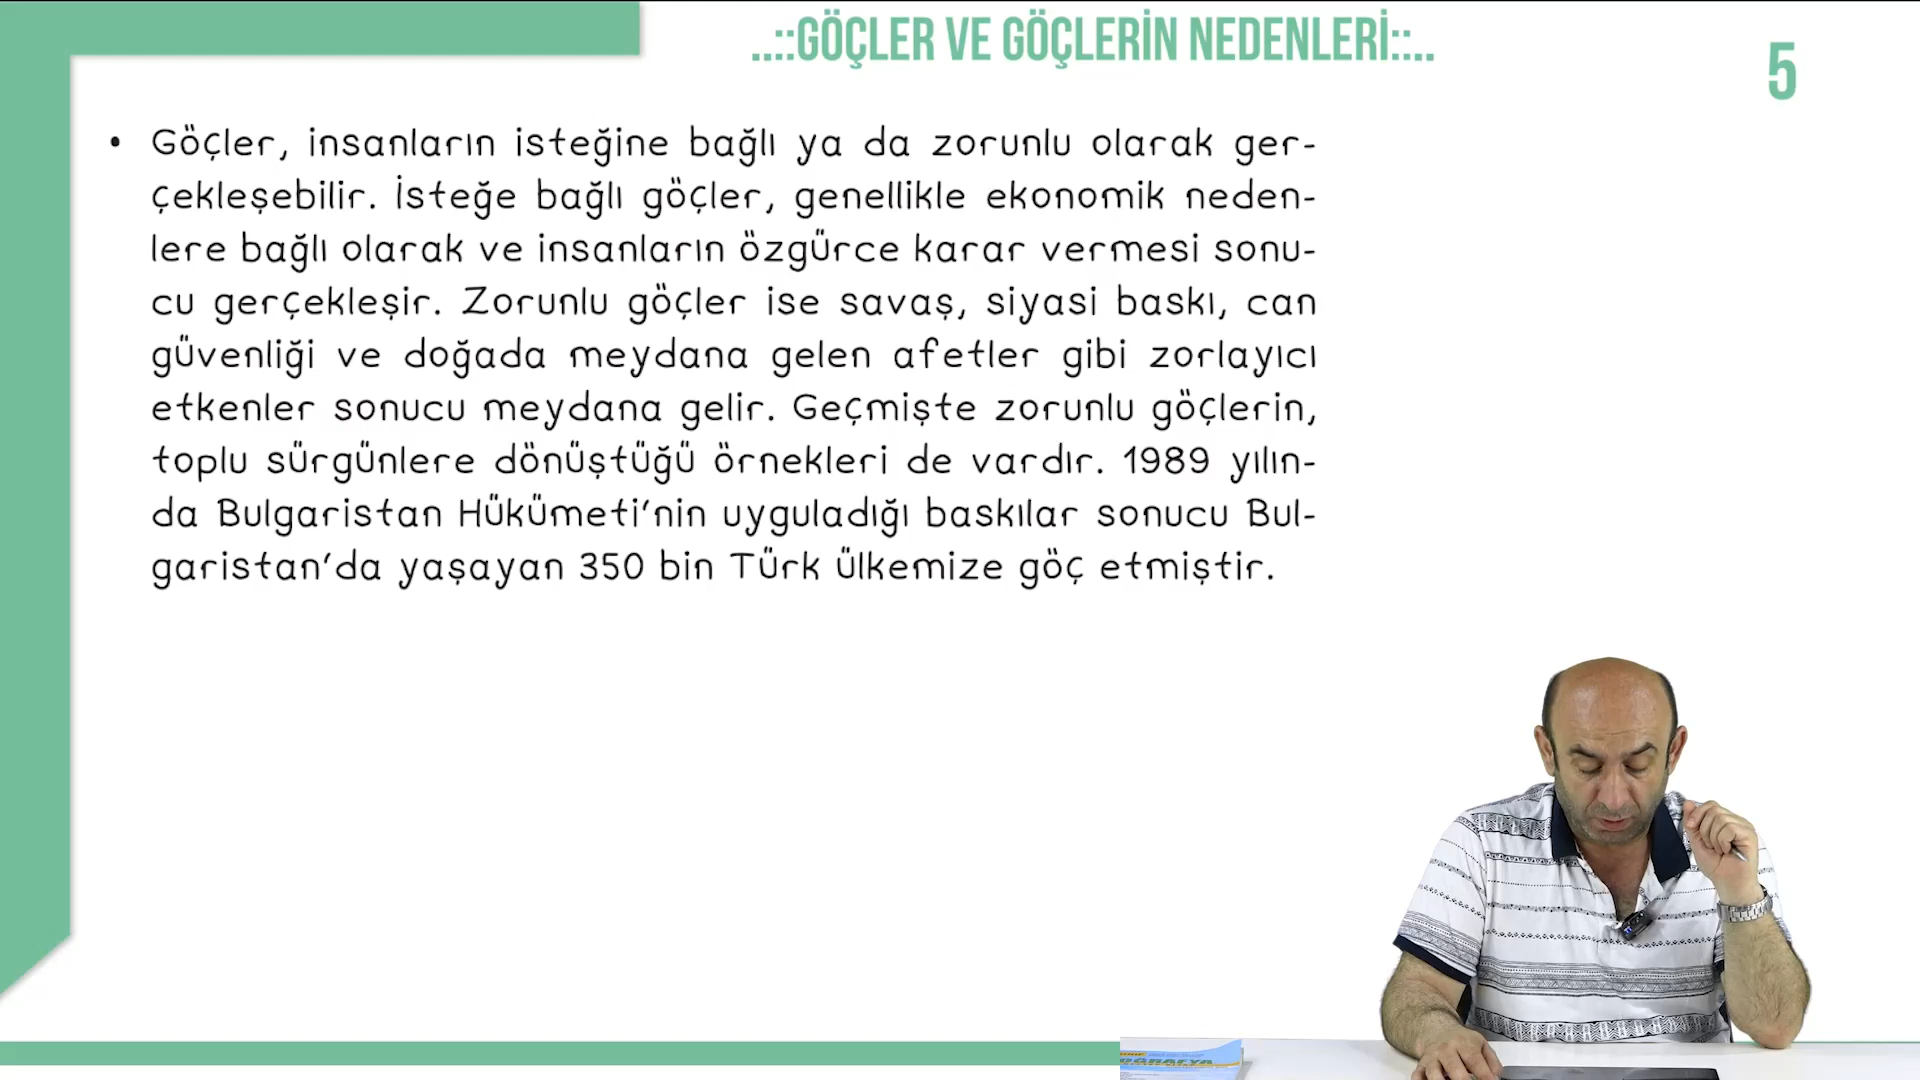 ..::GÖÇLER VE GÖÇLERİN NEDENLERİ::..
5
• Göçler, insanların isteğine bağlı ya da zorunlu olarak ger-
çekleşebilir. İsteğe bağlı göçler, genellikle ekonomik neden-
lere bağlı olarak ve insanların özgürce karar vermesi sonu-
cu gerçekleşir. Zorunlu göçler ise savaş, siyasi baskı, can
güvenliği ve doğada meydana gelen afetler gibi zorlayıcı
etkenler sonucu meydana gelir. Geçmişte zorunlu göçlerin,
toplu sürgünlere dönüştüğü örnekleri de vardır. 1989 yılın-
da Bulgaristan Hükümeti'nin uyguladığı baskılar sonucu Bul-
garistan'da yaşayan 350 bin Türk ülkemize göç etmiştir.